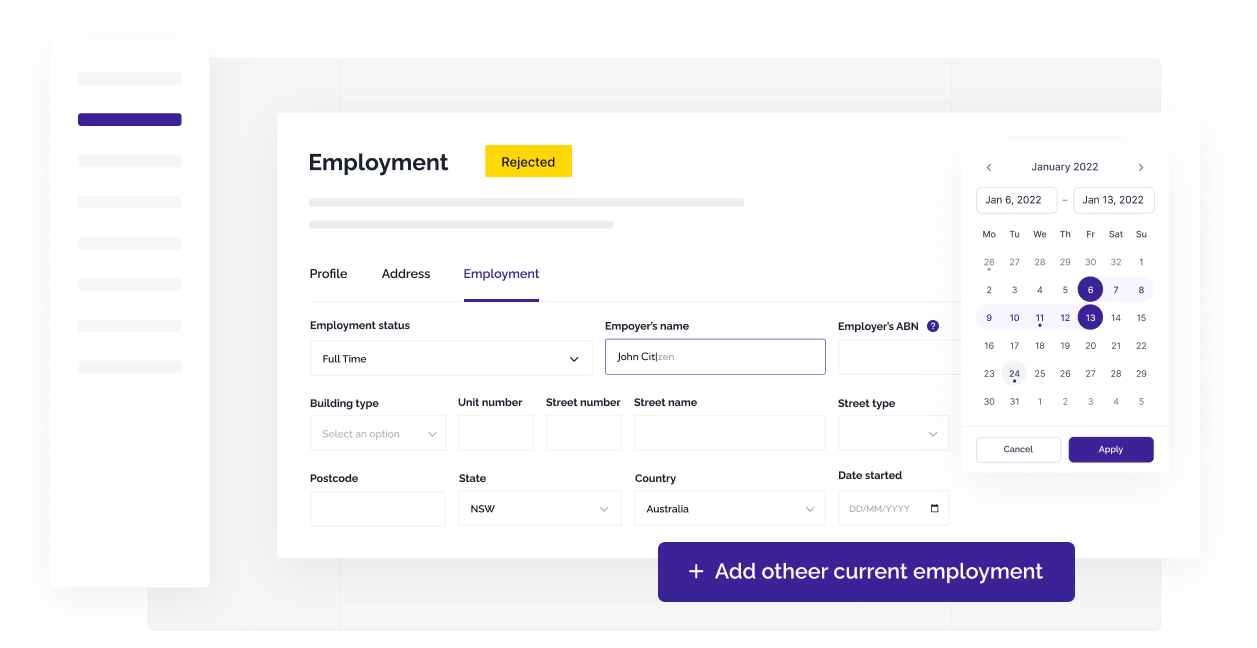 Employment
Rejected
Profile Address Employment
Employment status
Full Time
Empoyer's name
John Cit|zen
Employer's ABN ?
Building type
Select an option
Unit number
Street number
Street name
Street type
Postcode
State
NSW
Country
Australia
Date started
DD/MM/YYYY
+ Add otheer current employment
< January 2022 >
Jan 6, 2022 – Jan 13, 2022
Mo Tu We Th Fr Sat Su
26 27 28 29 30 32 1
2 3 4 5 6 7 8
9 10 11 12 13 14 15
16 17 18 19 20 21 22
23 24 25 26 27 28 29
30 31 1 2 3 4 5
Cancel Apply